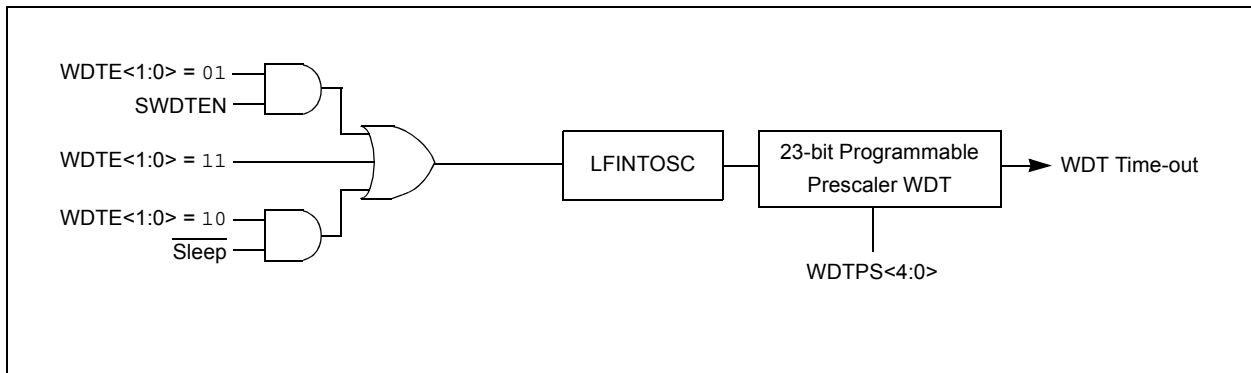 WDTE<1:0> = 01
SWDTEN
WDTE<1:0> = 11
WDTE<1:0> = 10
Sleep
LFINTOSC
23-bit Programmable
Prescaler WDT
WDT Time-out
WDTPS<4:0>